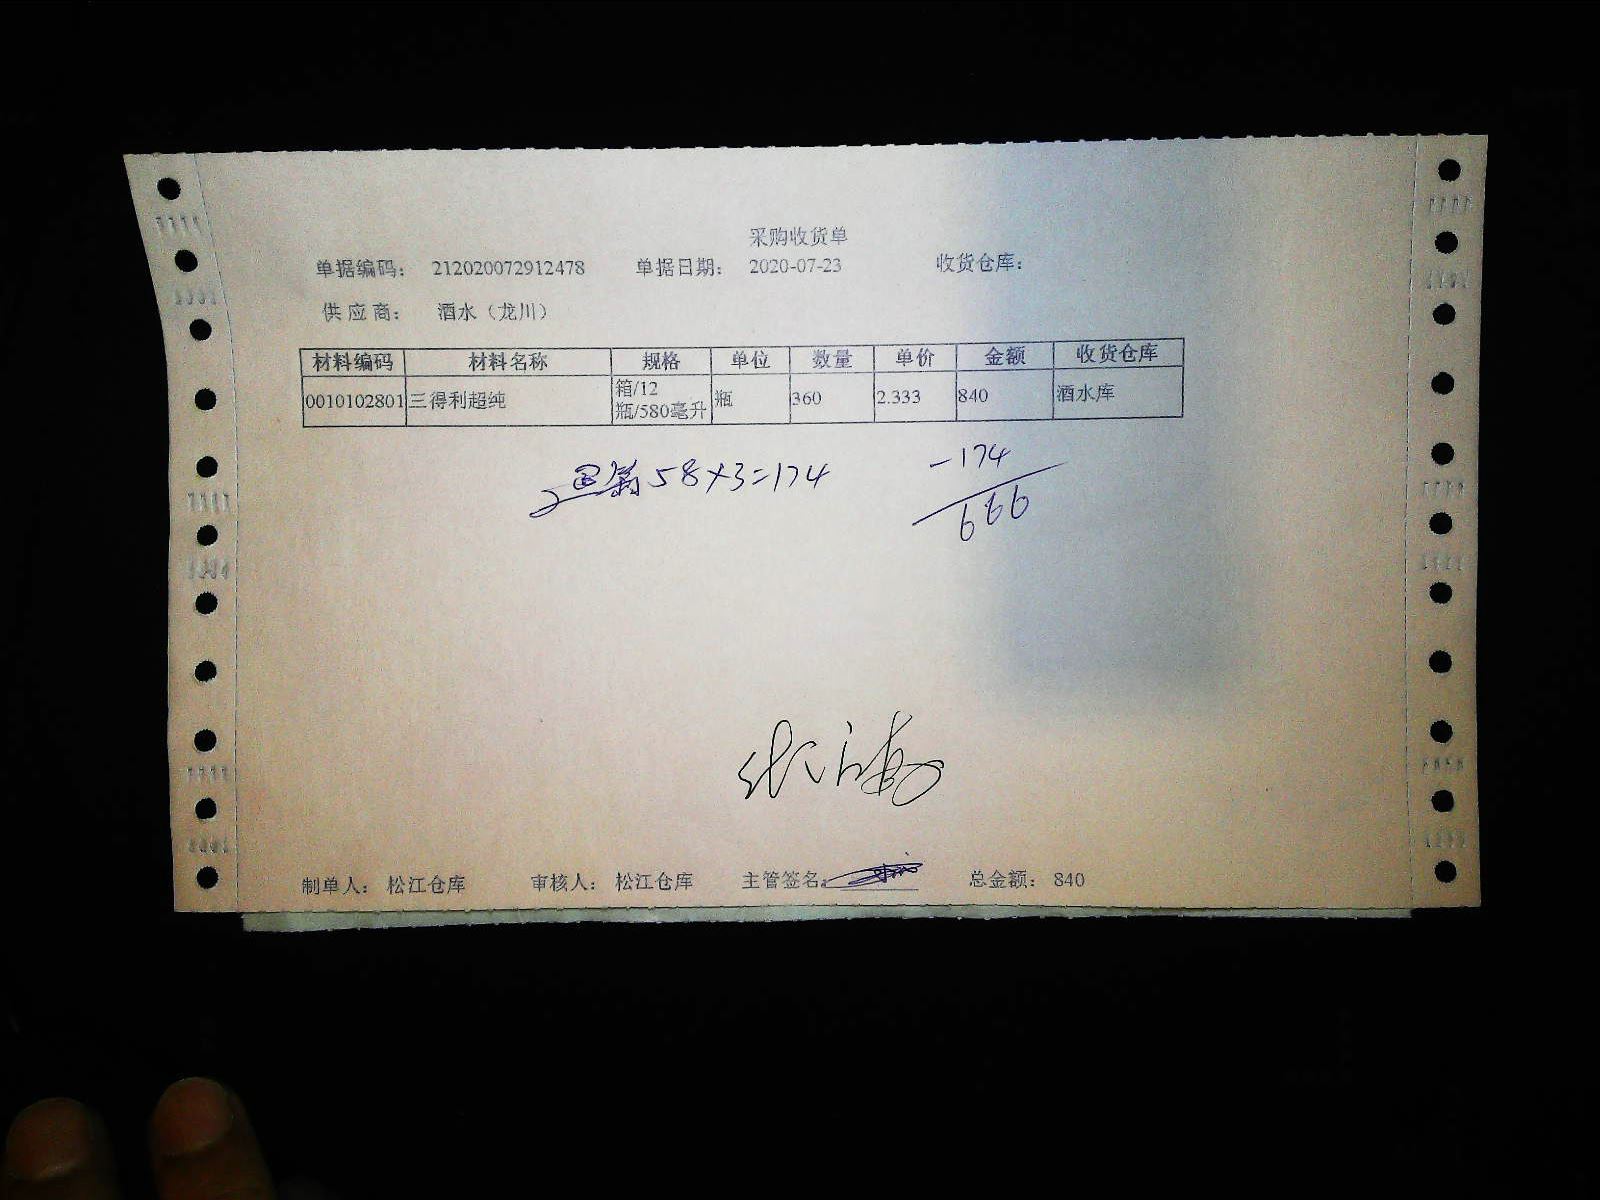 采购收货单
单据编码： 212020072912478 单据日期： 2020-07-23 收货仓库：
供应商： 酒水（龙川）
材料编码 材料名称 规格 单位 数量 单价 金额 收货仓库
0010102801 三得利超纯 箱/12瓶/580毫升 瓶 360 2.333 840 酒水库
58×3=174
-174
666
制单人： 松江仓库 审核人： 松江仓库 主管签名： 总金额： 840